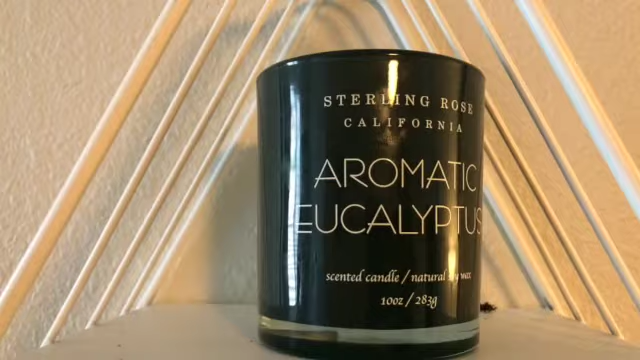 STERLING ROSE
CALIFORNIA
AROMATIC
EUCALYPTUS
scented candle / natural soy wax
10oz / 283g